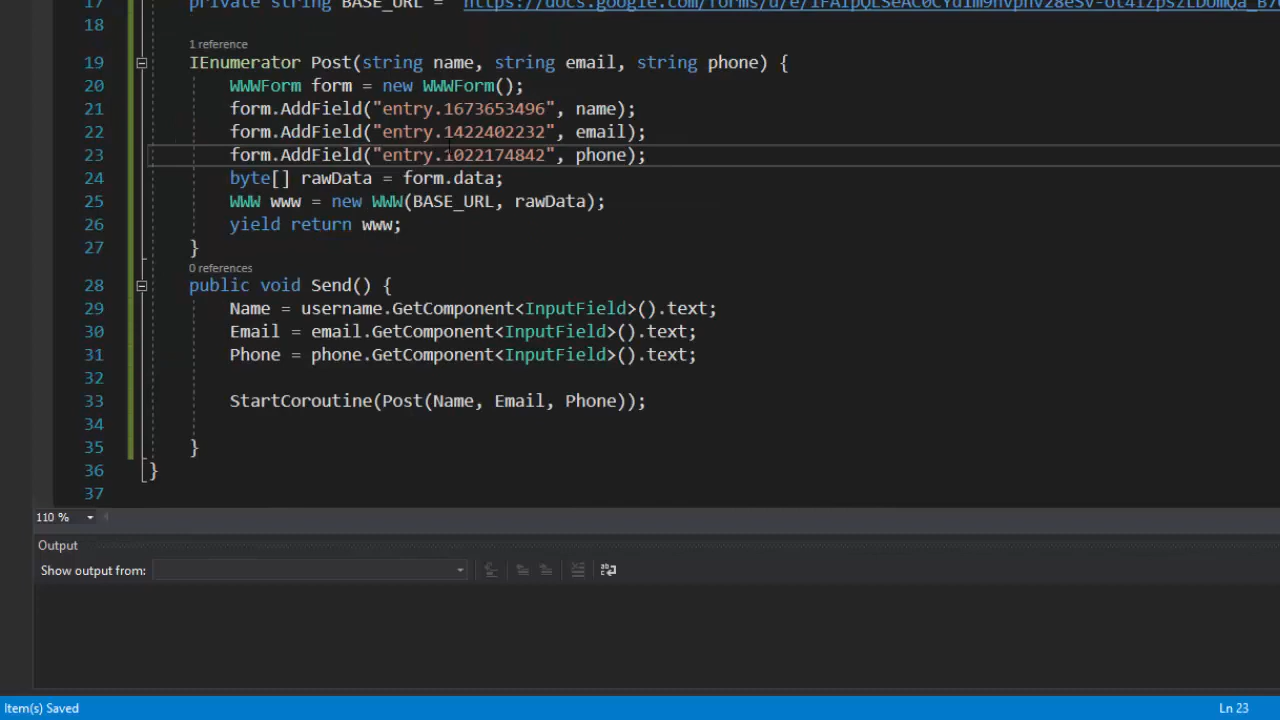 17 private string BASE_URL =
18
1 reference
19 IEnumerator Post(string name, string email, string phone) {
20 WWWForm form = new WWWForm();
21 form.AddField("entry.1673653496", name);
22 form.AddField("entry.1422402232", email);
23 form.AddField("entry.1022174842", phone);
24 byte[] rawData = form.data;
25 WWW www = new WWW(BASE_URL, rawData);
26 yield return www;
27 }
0 references
28 public void Send() {
29 Name = username.GetComponent<InputField>().text;
30 Email = email.GetComponent<InputField>().text;
31 Phone = phone.GetComponent<InputField>().text;
32
33 StartCoroutine(Post(Name, Email, Phone));
34
35 }
36 }
37
110 %
Output
Show output from:
Item(s) Saved Ln 23